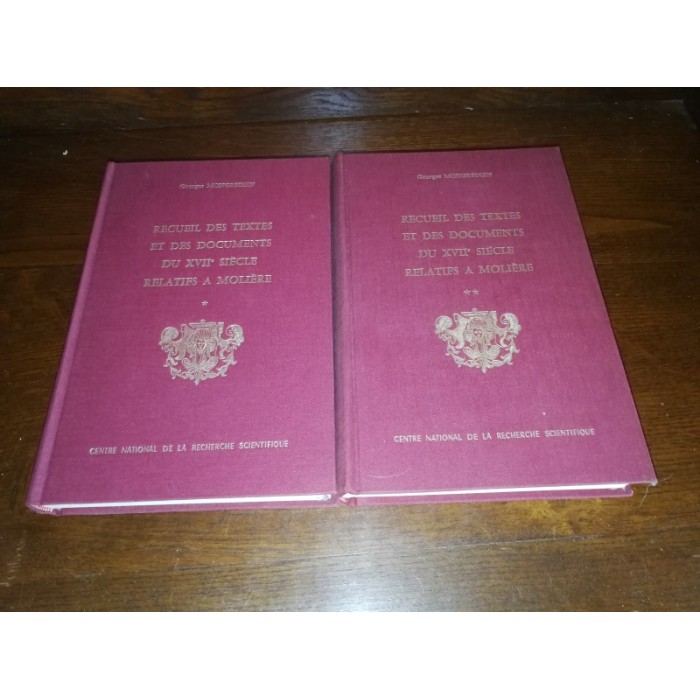 Georges MONGRÉDIEN
RECUEIL DES TEXTES
ET DES DOCUMENTS
DU XVIIe SIÈCLE
RELATIFS A MOLIÈRE
*
CENTRE NATIONAL DE LA RECHERCHE SCIENTIFIQUE
Georges MONGRÉDIEN
RECUEIL DES TEXTES
ET DES DOCUMENTS
DU XVIIe SIÈCLE
RELATIFS A MOLIÈRE
**
CENTRE NATIONAL DE LA RECHERCHE SCIENTIFIQUE